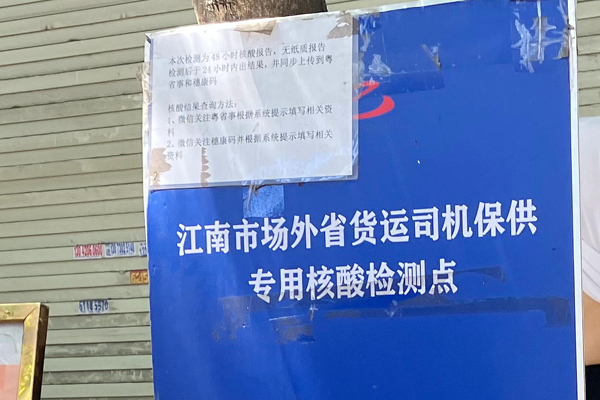 本次检测为48小时核酸报告，无纸质报告
检测后于24小时内出结果，并同步上传到粤
省事和穗康码
核酸结果查询方法：
1、微信关注粤省事根据系统提示填写相关资
料
2、微信关注穗康码并根据系统提示填写相关
资料
江南市场外省货运司机保供
专用核酸检测点